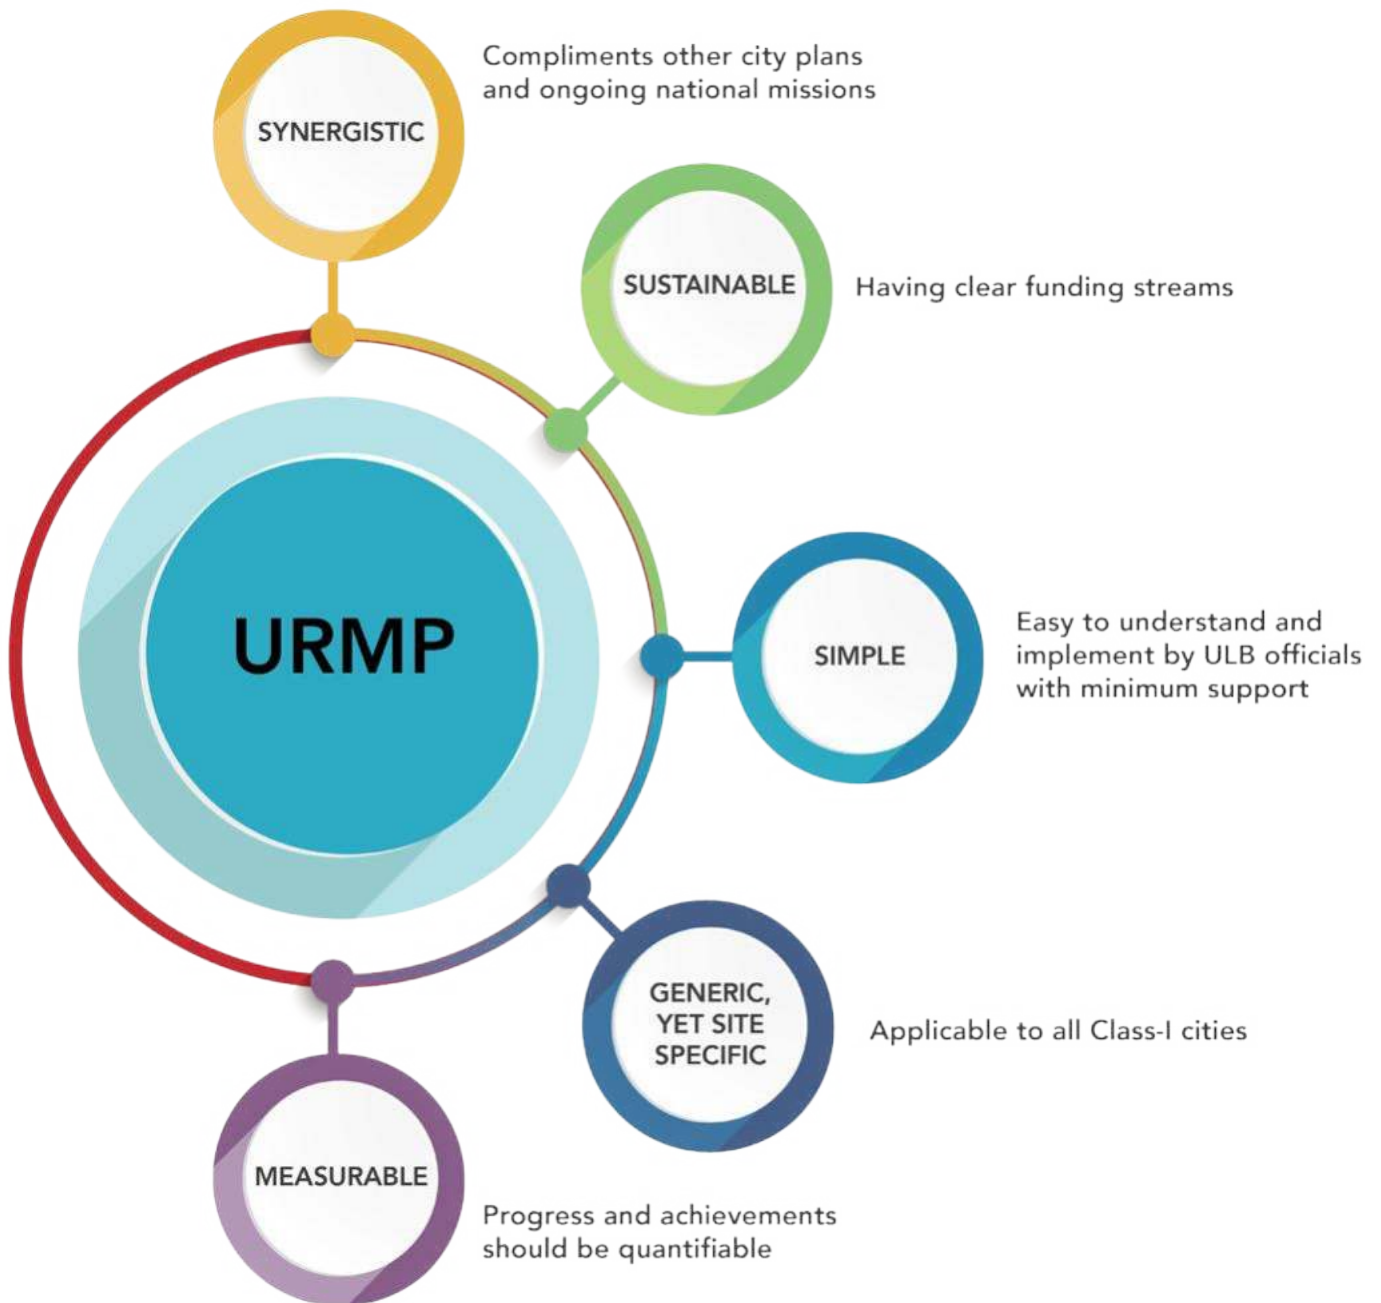 SYNERGISTIC
Compliments other city plans
and ongoing national missions
SUSTAINABLE
Having clear funding streams
URMP
SIMPLE
Easy to understand and
implement by ULB officials
with minimum support
GENERIC,
YET SITE
SPECIFIC
Applicable to all Class-I cities
MEASURABLE
Progress and achievements
should be quantifiable